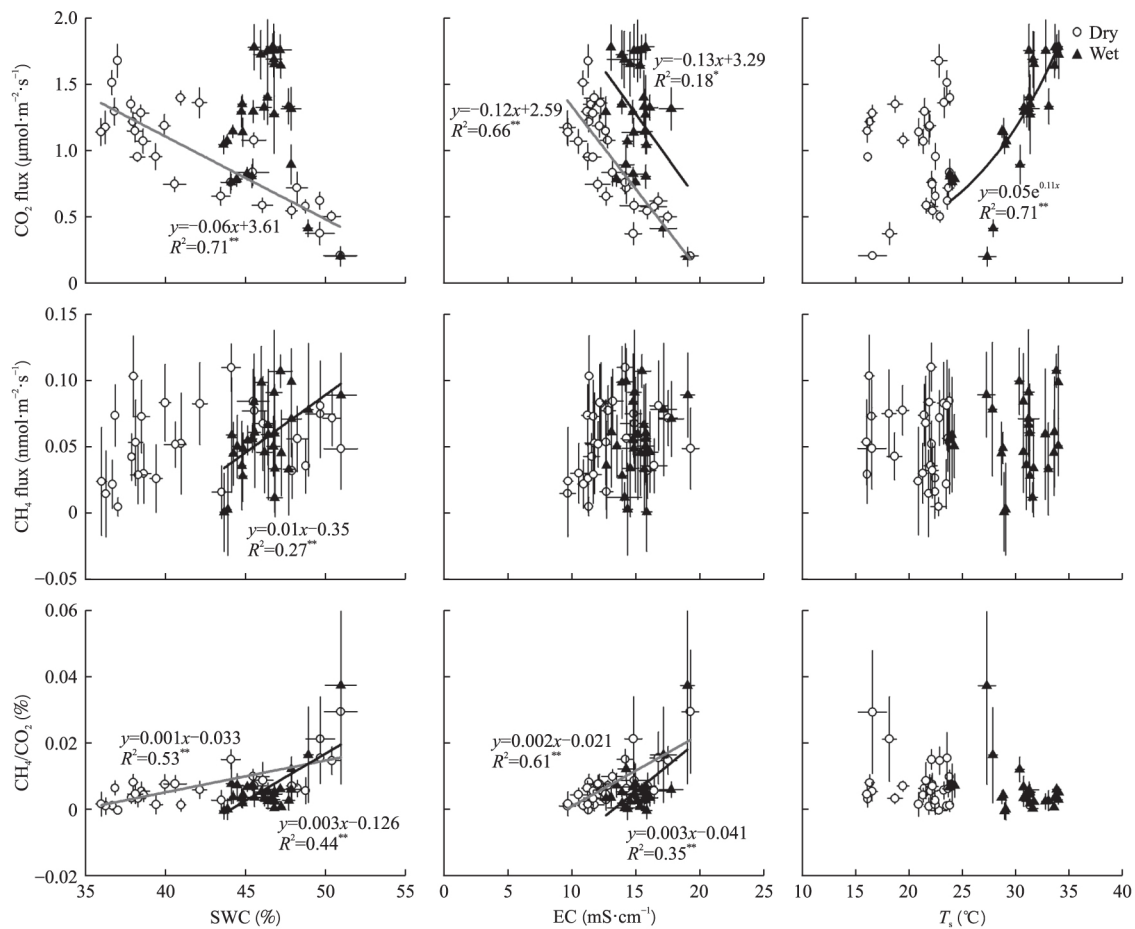 2.0
1.5
1.0
0.5
0
CO₂ flux (μmol·m⁻²·s⁻¹)
y=−0.06x+3.61
R²=0.71**
y=−0.12x+2.59
R²=0.66**
y=−0.13x+3.29
R²=0.18*
Dry
Wet
y=0.05e^0.11x
R²=0.71**
0.15
0.10
0.05
0
−0.05
CH₄ flux (nmol·m⁻²·s⁻¹)
y=0.01x−0.35
R²=0.27**
0.06
0.04
0.02
0
−0.02
CH₄/CO₂ (%)
y=0.001x−0.033
R²=0.53**
y=0.003x−0.126
R²=0.44**
y=0.002x−0.021
R²=0.61**
y=0.003x−0.041
R²=0.35**
35 40 45 50 55
SWC (%)
0 5 10 15 20 25
EC (mS·cm⁻¹)
10 15 20 25 30 35 40
Tₛ (℃)